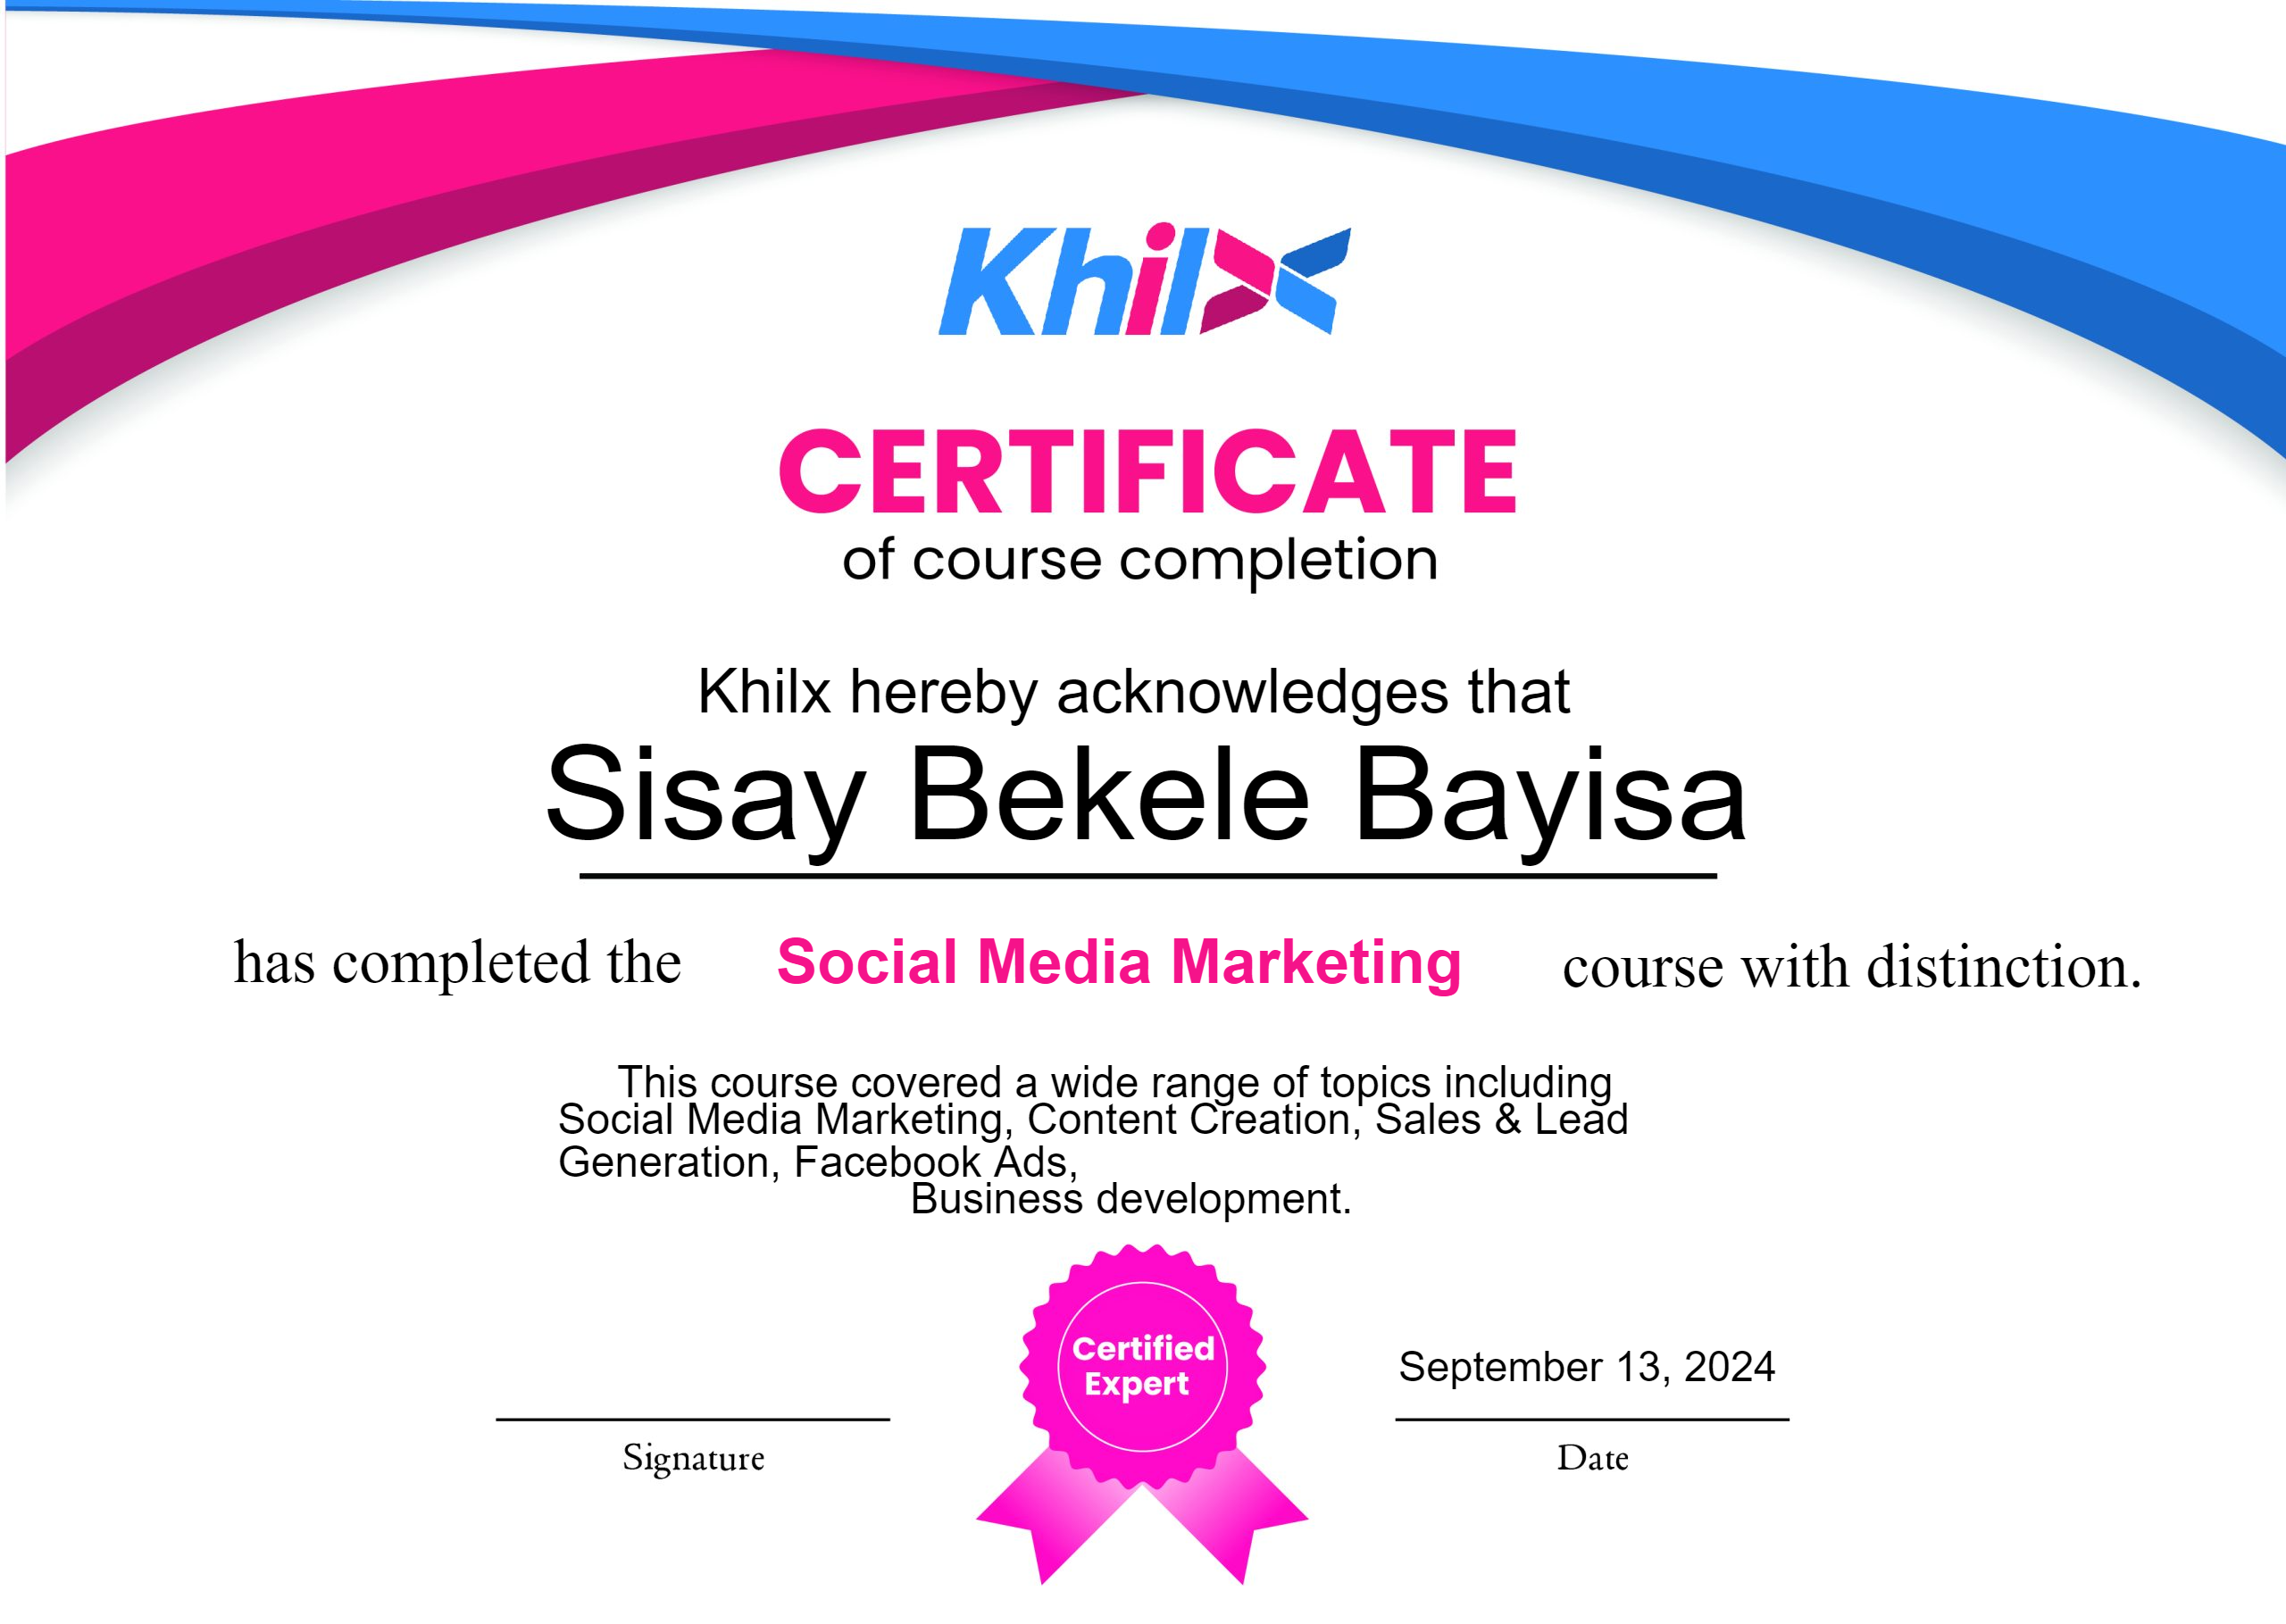 Khilx
CERTIFICATE
of course completion
Khilx hereby acknowledges that
Sisay Bekele Bayisa
has completed the Social Media Marketing course with distinction.
This course covered a wide range of topics including
Social Media Marketing, Content Creation, Sales & Lead
Generation, Facebook Ads,
Business development.
Certified
Expert
September 13, 2024
Signature
Date